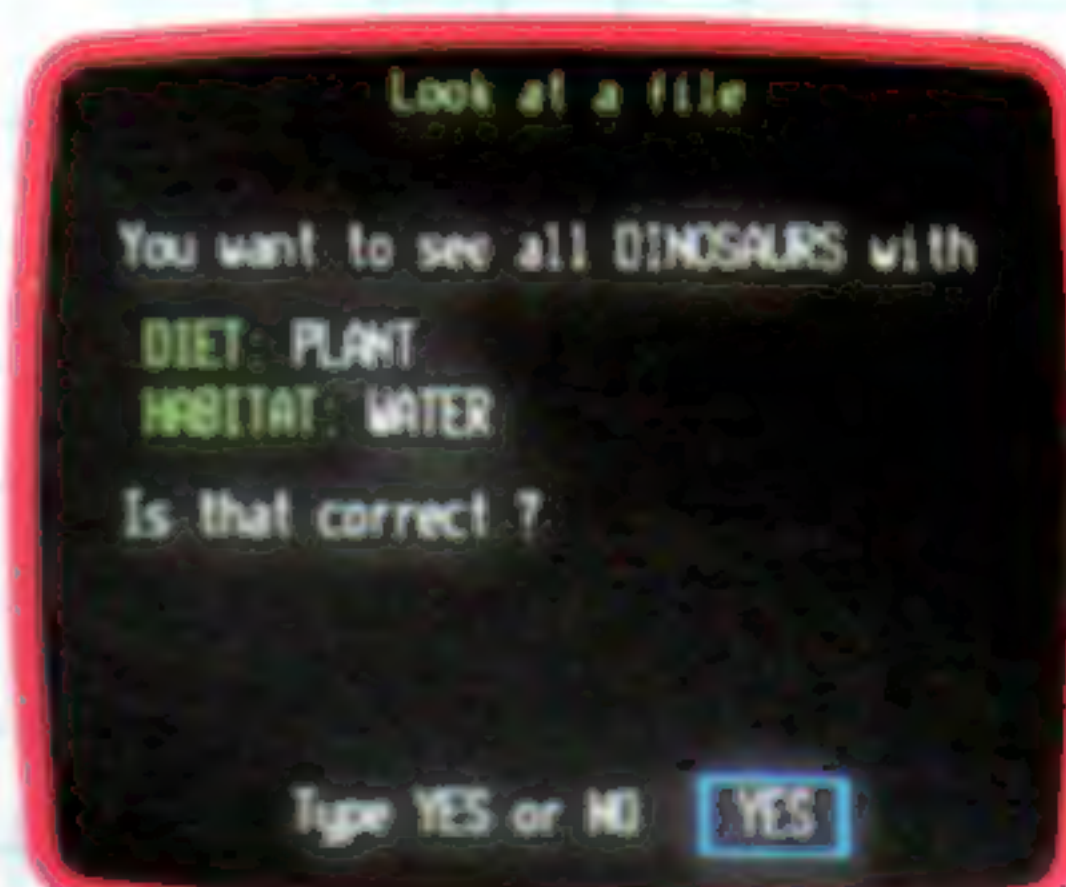 Look at a file
You want to see all DINOSAURS with
DIET: PLANT
HABITAT: WATER
Is that correct ?
Type YES or NO YES